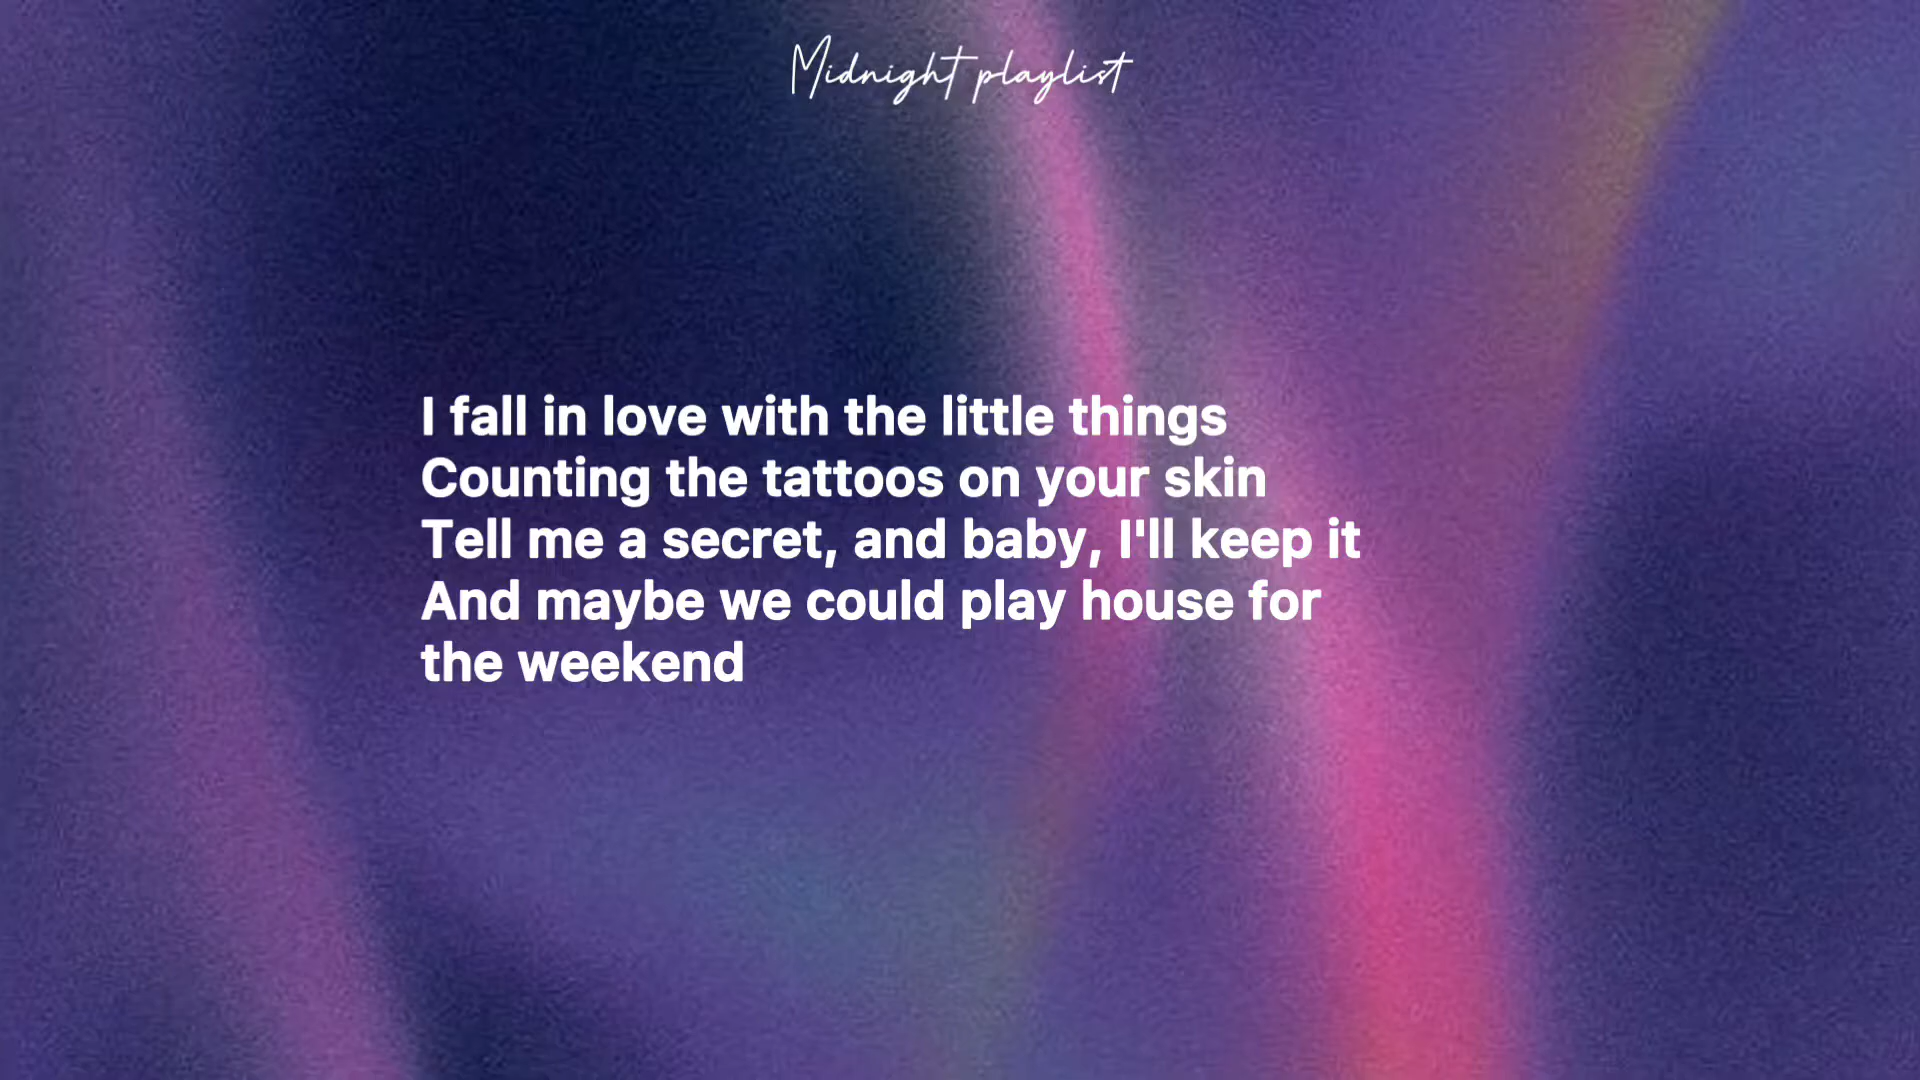 Midnight playlist
I fall in love with the little things
Counting the tattoos on your skin
Tell me a secret, and baby, I'll keep it
And maybe we could play house for
the weekend